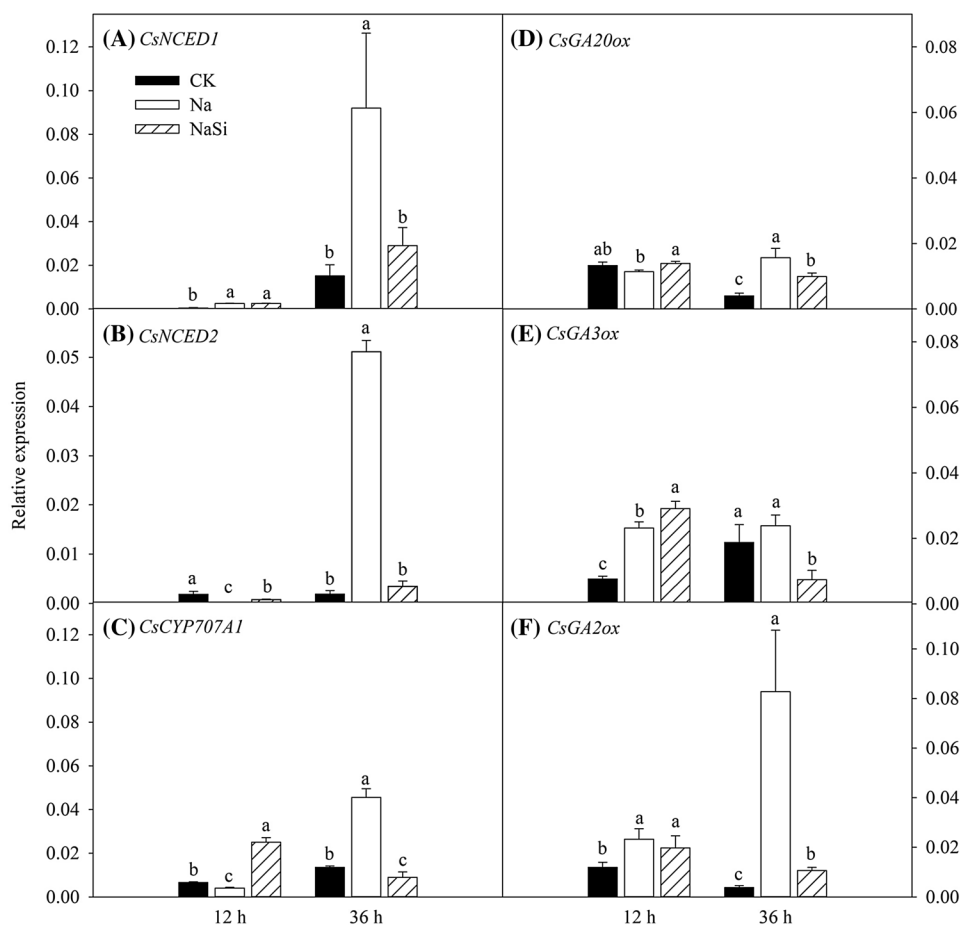 (A) CsNCED1
CK
Na
NaSi
0.12
0.10
0.08
0.06
0.04
0.02
0.00
b a a
b a b
(D) CsGA20ox
0.08
0.06
0.04
0.02
0.00
ab b a
c a b
(B) CsNCED2
0.05
0.04
0.03
0.02
0.01
0.00
a c b
b a b
(E) CsGA3ox
0.08
0.06
0.04
0.02
0.00
c b a
a a b
Relative expression
(C) CsCYP707A1
0.12
0.10
0.08
0.06
0.04
0.02
0.00
b c a
b a c
12 h 36 h
(F) CsGA2ox
0.10
0.08
0.06
0.04
0.02
0.00
b a a
c a b
12 h 36 h